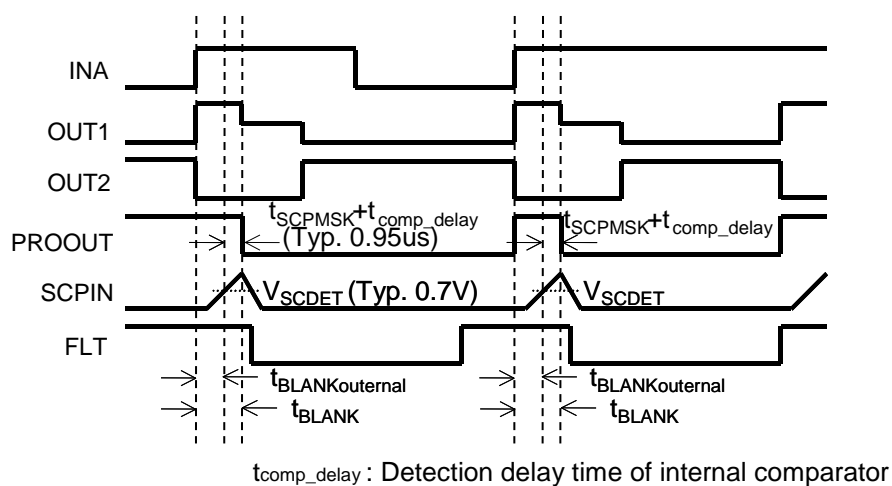 INA
OUT1
OUT2
tSCPMSK+tcomp_delay
tSCPMSK+tcomp_delay
PROOUT
(Typ. 0.95us)
SCPIN
VSCDET (Typ. 0.7V)
VSCDET
FLT
tBLANKouternal
tBLANKouternal
tBLANK
tBLANK
tcomp_delay : Detection delay time of internal comparator